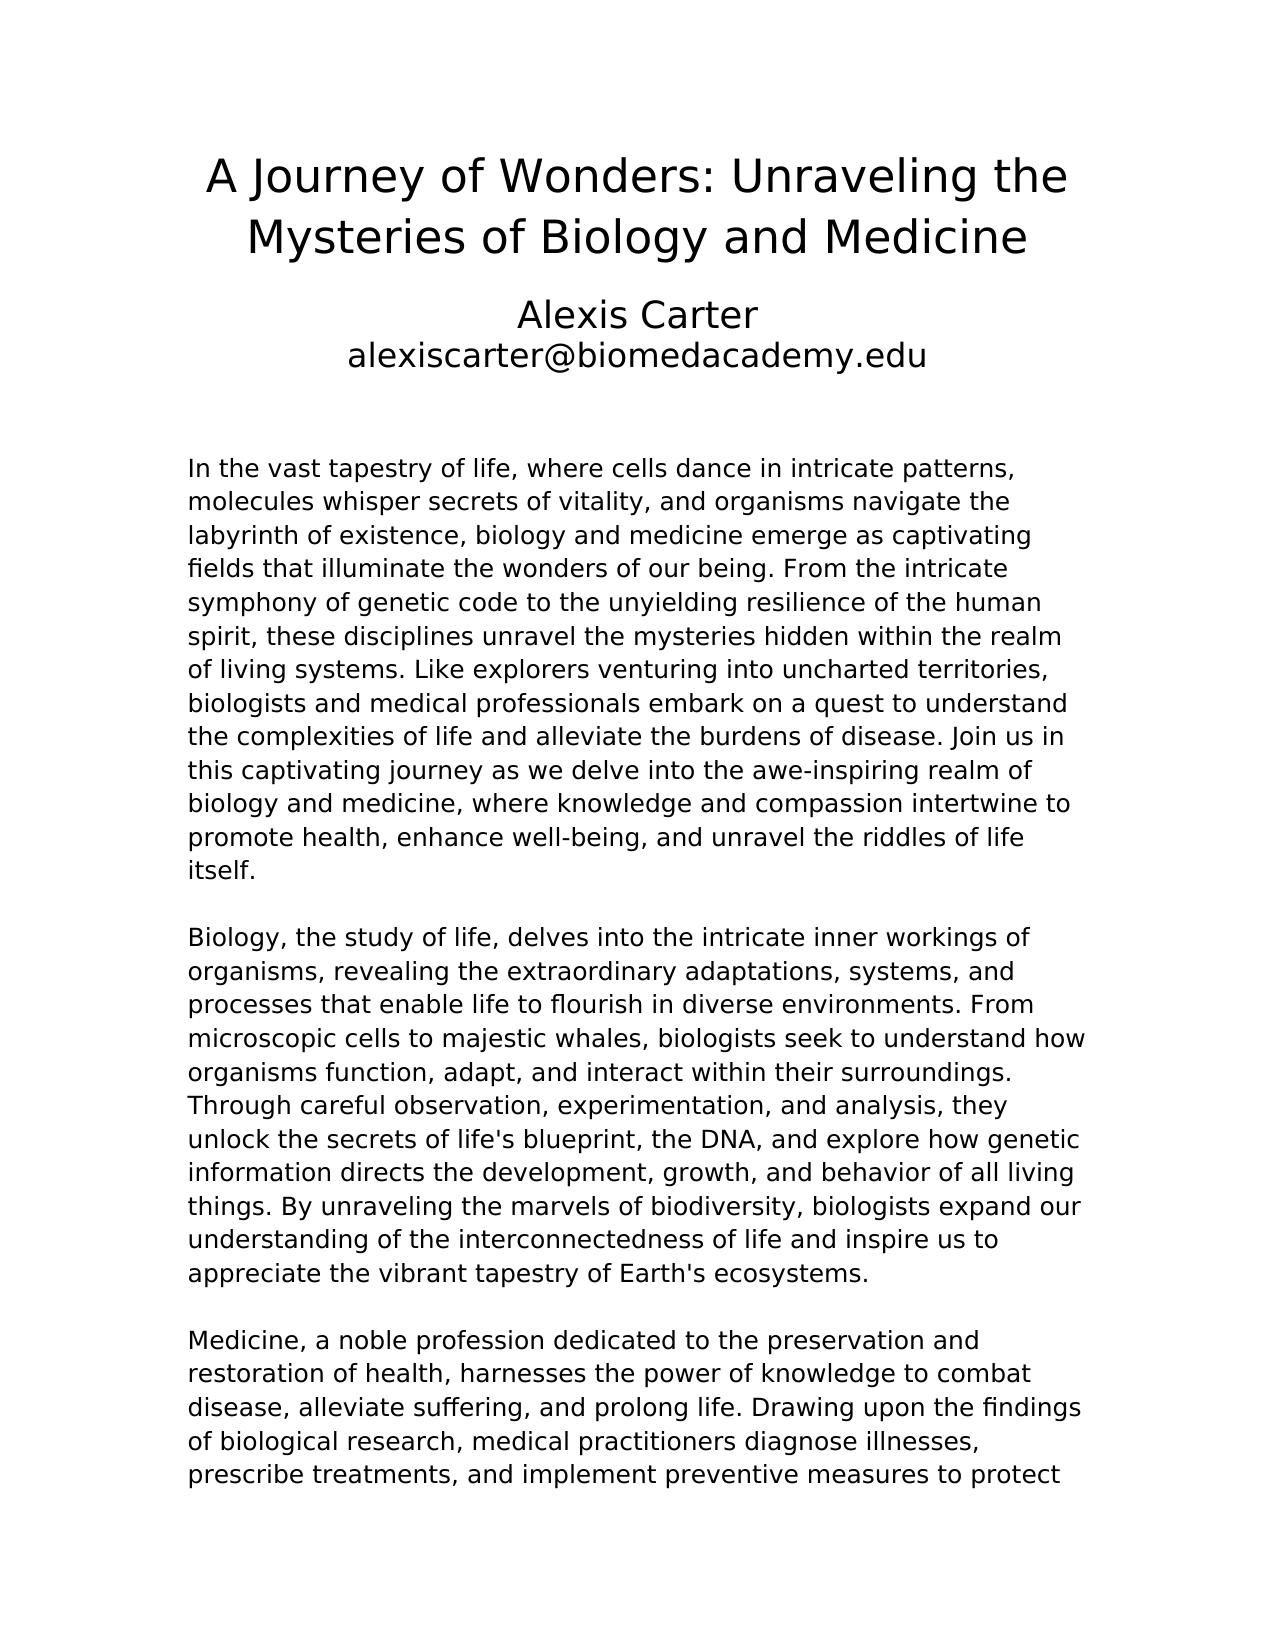 A Journey of Wonders: Unraveling the
Mysteries of Biology and Medicine
Alexis Carter
alexiscarter@biomedacademy.edu
In the vast tapestry of life, where cells dance in intricate patterns,
molecules whisper secrets of vitality, and organisms navigate the
labyrinth of existence, biology and medicine emerge as captivating
fields that illuminate the wonders of our being. From the intricate
symphony of genetic code to the unyielding resilience of the human
spirit, these disciplines unravel the mysteries hidden within the realm
of living systems. Like explorers venturing into uncharted territories,
biologists and medical professionals embark on a quest to understand
the complexities of life and alleviate the burdens of disease. Join us in
this captivating journey as we delve into the awe-inspiring realm of
biology and medicine, where knowledge and compassion intertwine to
promote health, enhance well-being, and unravel the riddles of life
itself.
Biology, the study of life, delves into the intricate inner workings of
organisms, revealing the extraordinary adaptations, systems, and
processes that enable life to flourish in diverse environments. From
microscopic cells to majestic whales, biologists seek to understand how
organisms function, adapt, and interact within their surroundings.
Through careful observation, experimentation, and analysis, they
unlock the secrets of life's blueprint, the DNA, and explore how genetic
information directs the development, growth, and behavior of all living
things. By unraveling the marvels of biodiversity, biologists expand our
understanding of the interconnectedness of life and inspire us to
appreciate the vibrant tapestry of Earth's ecosystems.
Medicine, a noble profession dedicated to the preservation and
restoration of health, harnesses the power of knowledge to combat
disease, alleviate suffering, and prolong life. Drawing upon the findings
of biological research, medical practitioners diagnose illnesses,
prescribe treatments, and implement preventive measures to protect